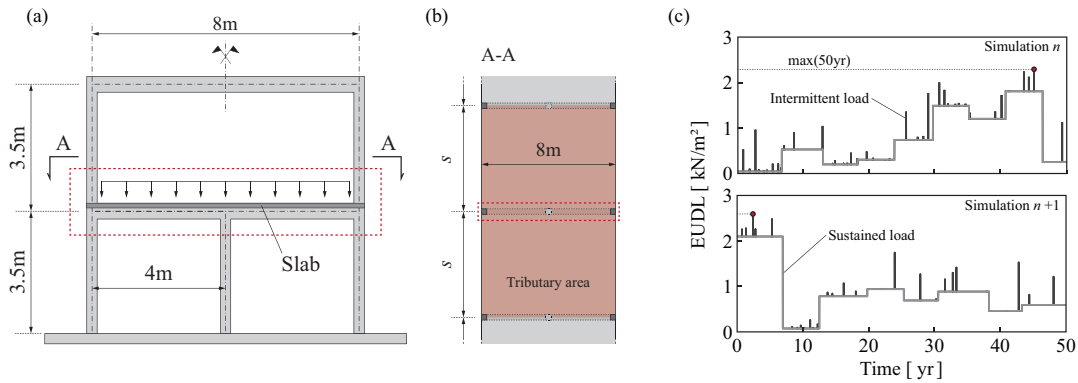 (a)
8m
3.5m
A
A
Slab
3.5m
4m
(b)
A-A
s
8m
s
Tributary area
(c)
EUDL [ kN/m² ]
3
2
1
0
Simulation n
max(50yr)
Intermittent load
3
2
1
0
Simulation n +1
Sustained load
0 10 20 30 40 50
Time [ yr]